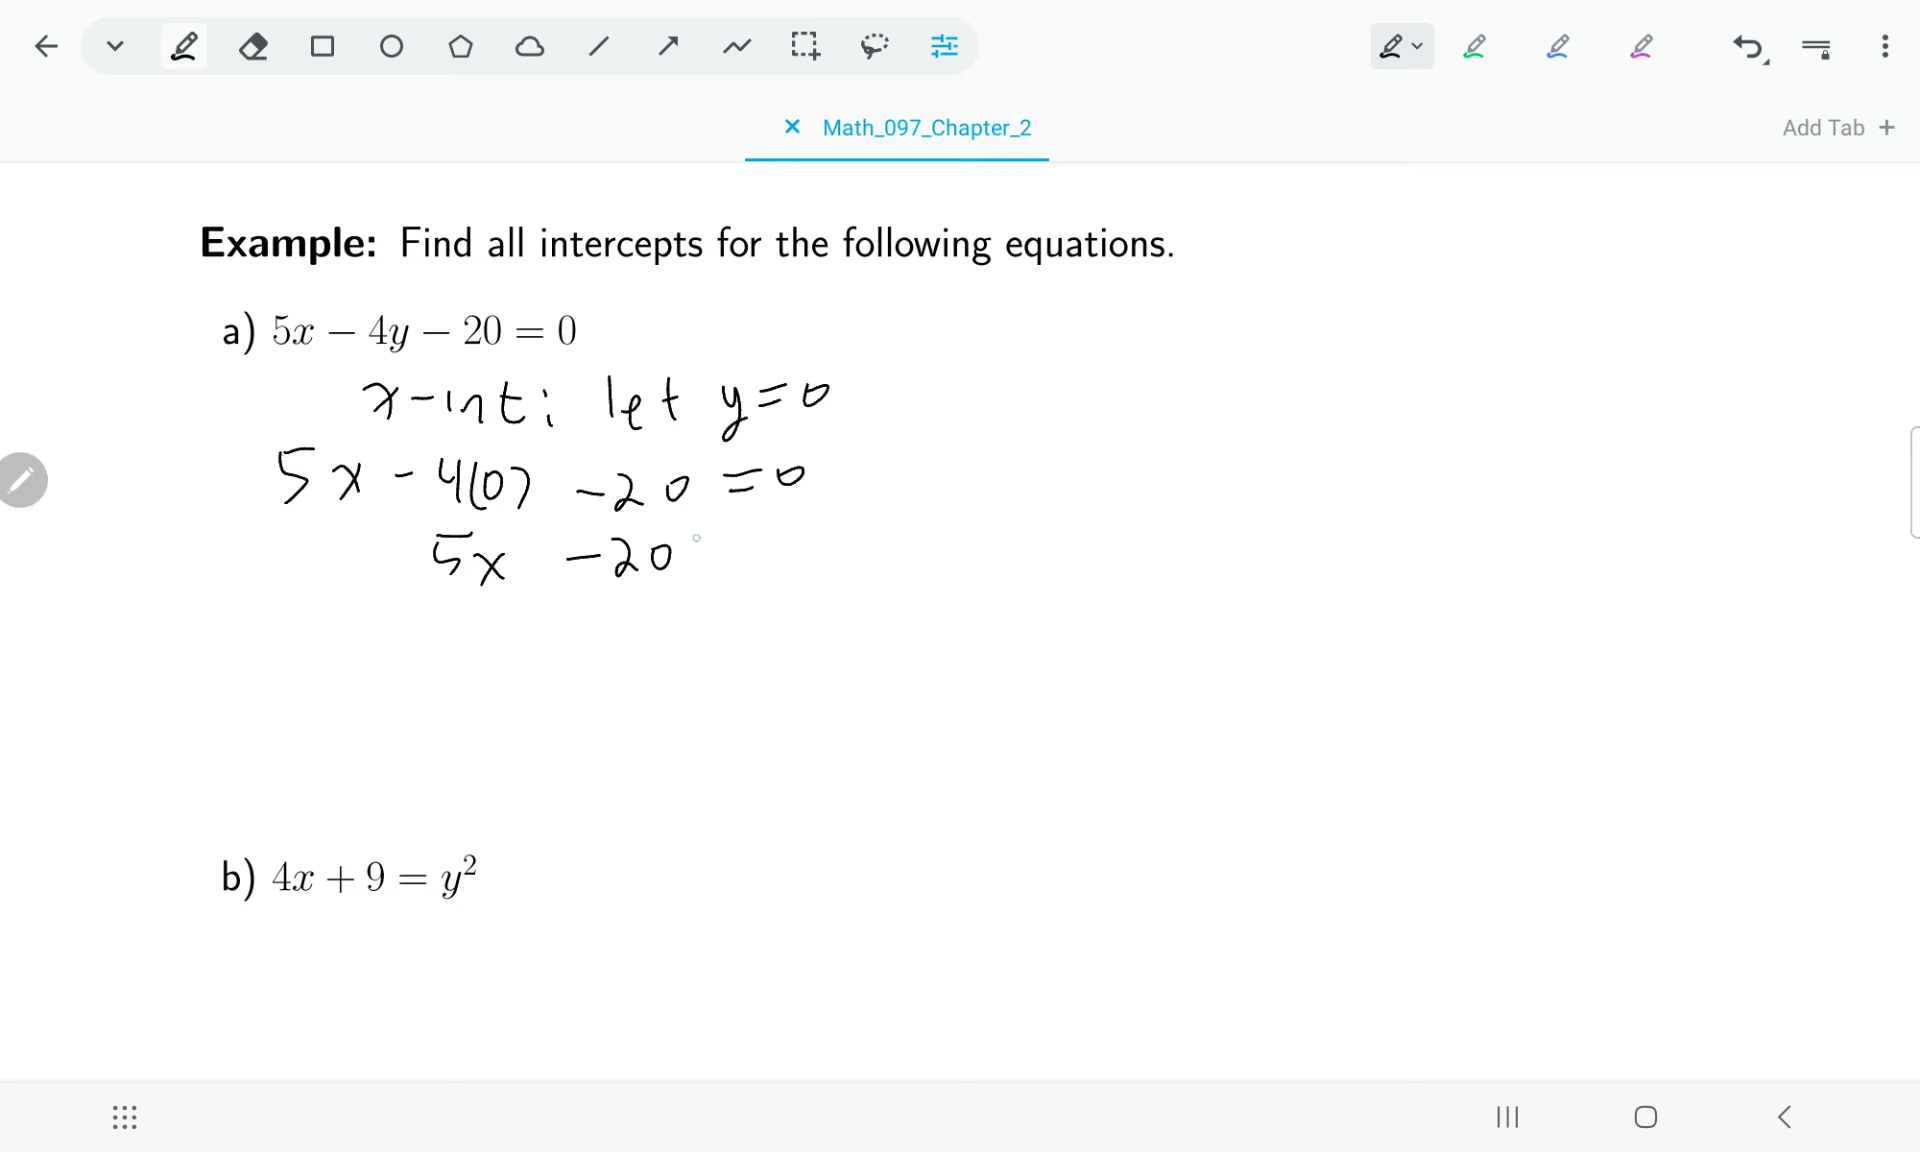 Math_097_Chapter_2
Add Tab +
Example: Find all intercepts for the following equations.
a) 5x − 4y − 20 = 0
x-int: let y=0
5x - 4(0) -20 =0
5x -20
b) 4x + 9 = y²